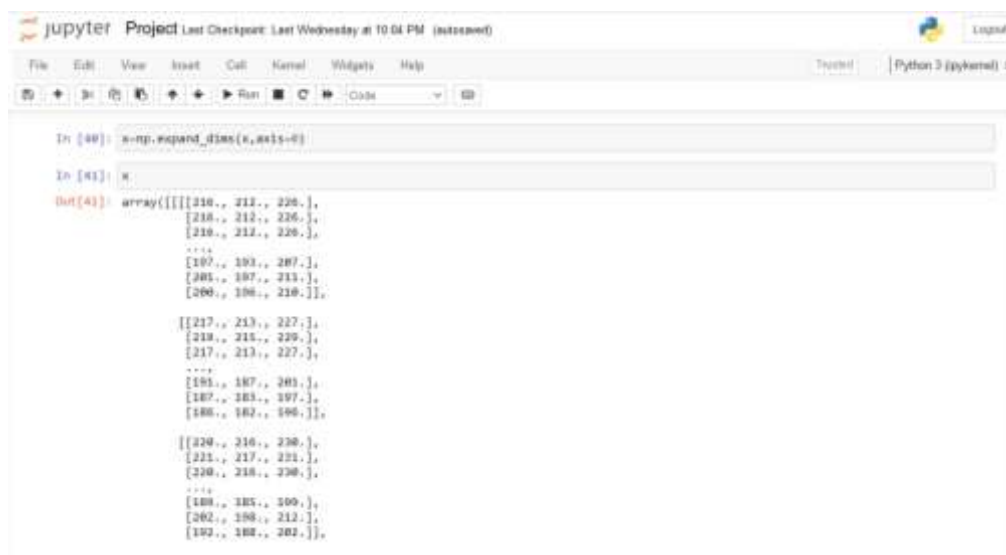 jupyter Project Last Checkpoint: Last Wednesday at 10:04 PM (autosaved)
Logout
File Edit View Insert Cell Kernel Widgets Help
Trusted Python 3 (ipykernel)
Run Code
In [40]: x=np.expand_dims(x,axis=0)
In [41]: x
Out[41]: array([[[[216., 212., 226.],
[216., 212., 226.],
[216., 212., 226.],
...,
[197., 193., 207.],
[201., 197., 211.],
[200., 196., 210.]],
[[217., 213., 227.],
[219., 215., 229.],
[217., 213., 227.],
...,
[191., 187., 201.],
[187., 183., 197.],
[186., 182., 196.]],
[[220., 216., 230.],
[221., 217., 231.],
[220., 216., 230.],
...,
[189., 185., 199.],
[202., 198., 212.],
[192., 188., 202.]],